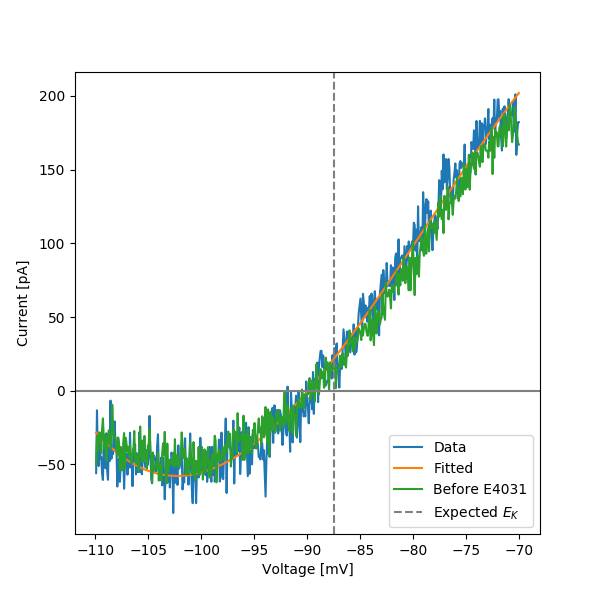 200
150
100
50
0
−50
Current [pA]
Data
Fitted
Before E4031
Expected E_K
−110 −105 −100 −95 −90 −85 −80 −75 −70
Voltage [mV]